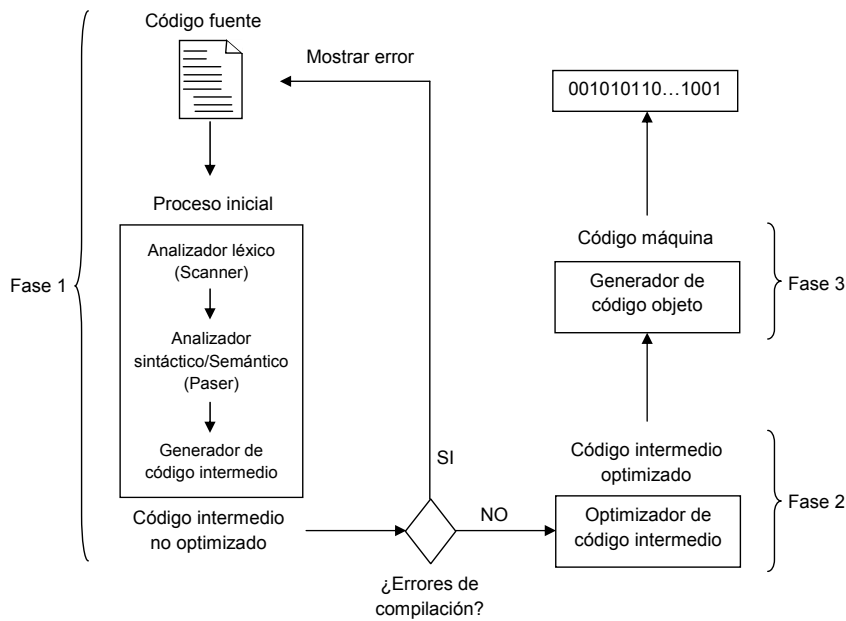 Código fuente
Mostrar error
001010110…1001
Proceso inicial
Analizador léxico
(Scanner)
Analizador
sintáctico/Semántico
(Paser)
Generador de
código intermedio
Fase 1
Código intermedio
no optimizado
SI
NO
¿Errores de
compilación?
Código máquina
Generador de
código objeto
Fase 3
Código intermedio
optimizado
Optimizador de
código intermedio
Fase 2